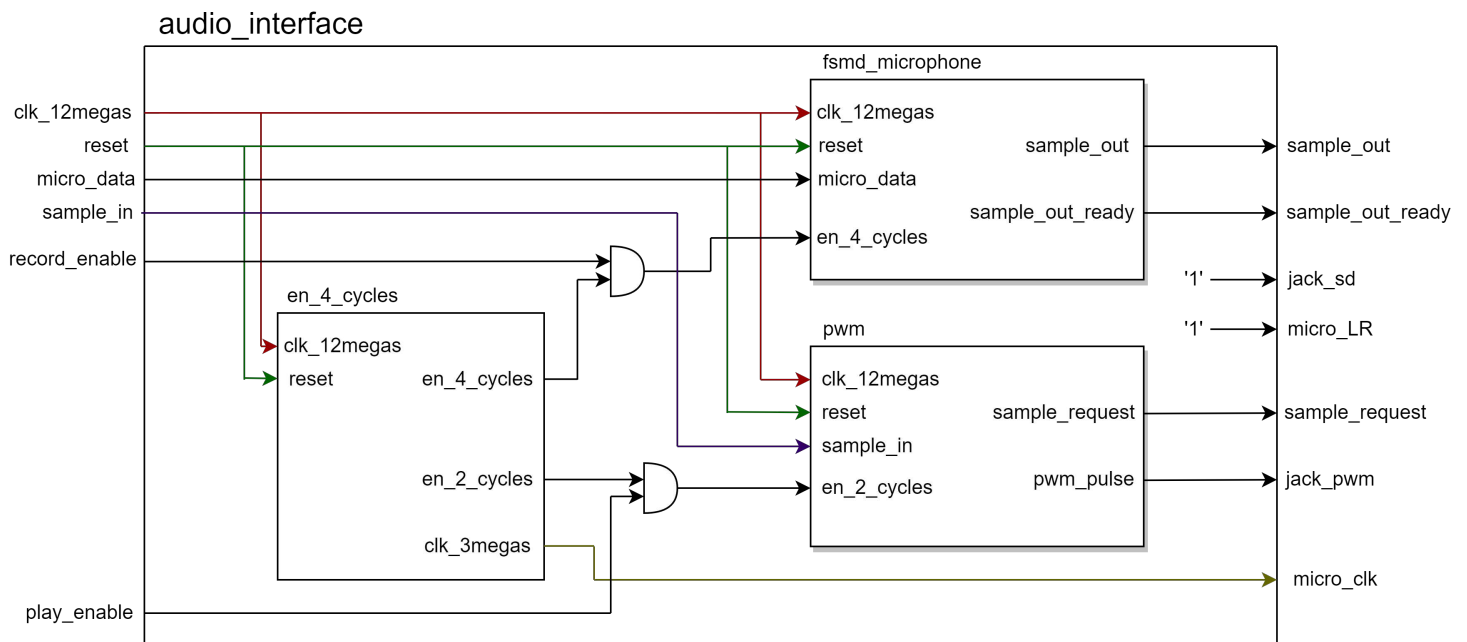 audio_interface
fsmd_microphone
clk_12megas
clk_12megas
reset
reset
sample_out
sample_out
micro_data
micro_data
sample_in
sample_out_ready
sample_out_ready
en_4_cycles
record_enable
'1'
jack_sd
en_4_cycles
pwm
'1'
micro_LR
clk_12megas
reset
en_4_cycles
clk_12megas
reset
sample_request
sample_request
sample_in
en_2_cycles
en_2_cycles
pwm_pulse
jack_pwm
clk_3megas
micro_clk
play_enable